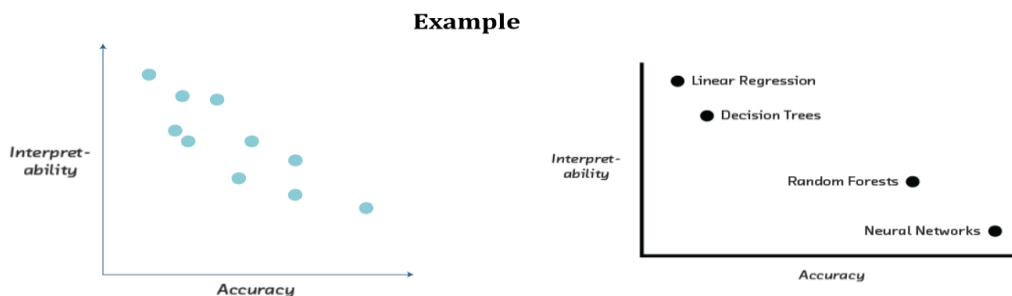 Example
Interpret-
ability
Accuracy
Linear Regression
Decision Trees
Interpret-
ability
Random Forests
Neural Networks
Accuracy